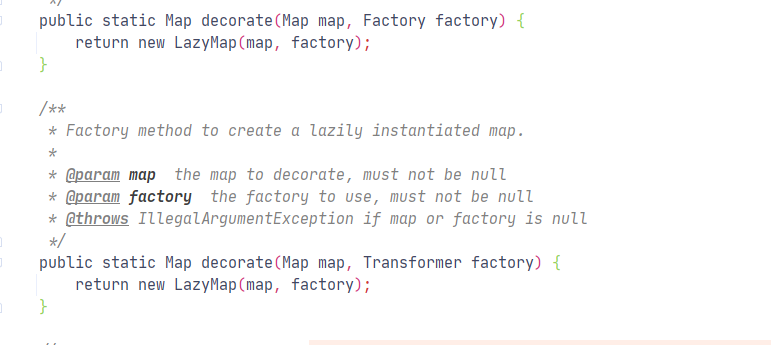 */
public static Map decorate(Map map, Factory factory) {
return new LazyMap(map, factory);
}
/**
* Factory method to create a lazily instantiated map.
*
* @param map  the map to decorate, must not be null
* @param factory  the factory to use, must not be null
* @throws IllegalArgumentException if map or factory is null
*/
public static Map decorate(Map map, Transformer factory) {
return new LazyMap(map, factory);
}